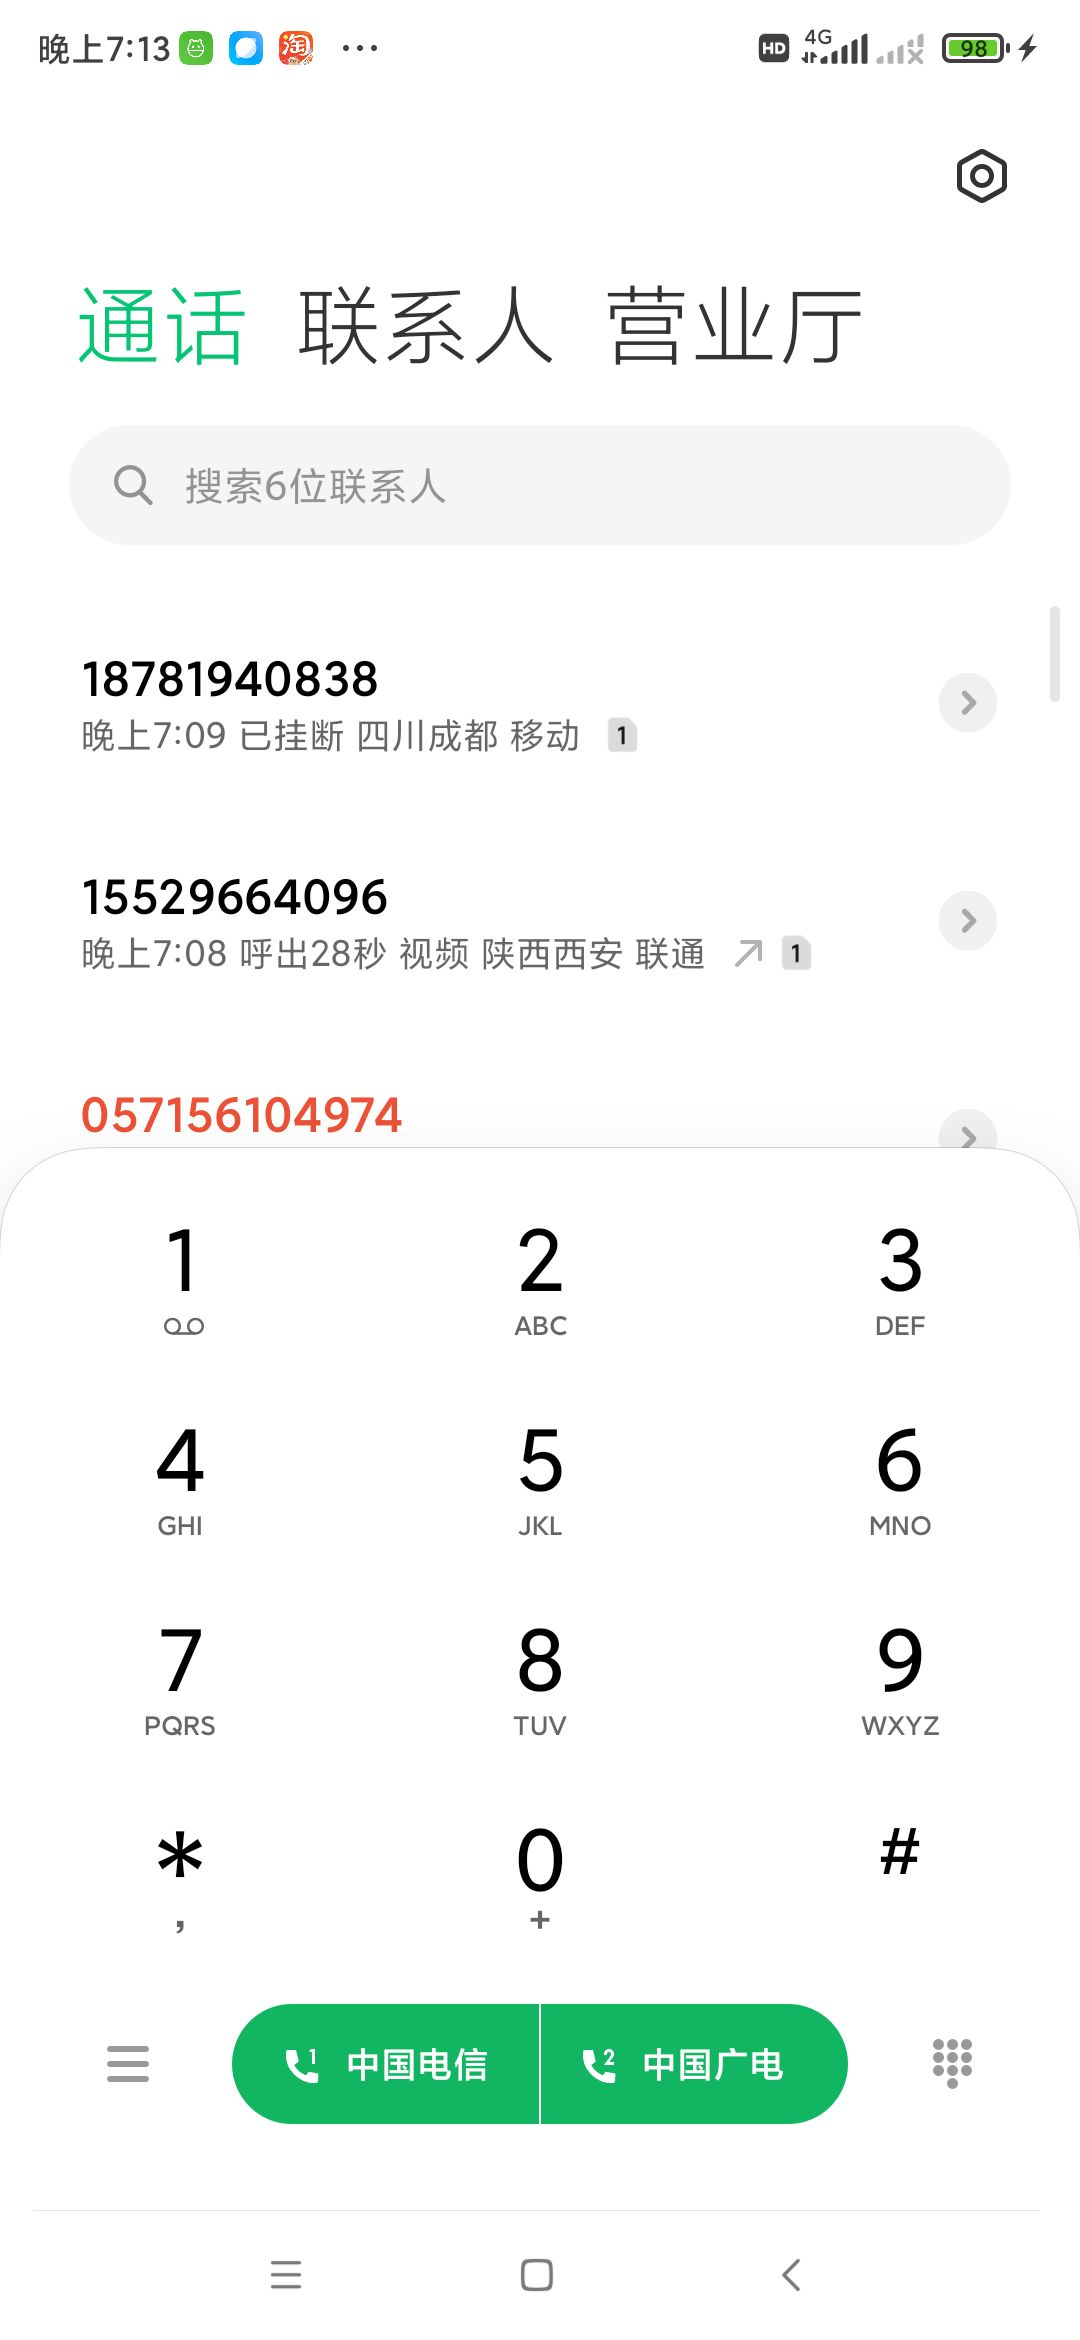 晚上7:13 淘 ··· HD 4G 98
通话 联系人 营业厅
搜索6位联系人
18781940838
晚上7:09 已挂断 四川成都 移动 1
15529664096
晚上7:08 呼出28秒 视频 陕西西安 联通 1
057156104974
1 2 3
ABC DEF
4 5 6
GHI JKL MNO
7 8 9
PQRS TUV WXYZ
* 0 #
, +
1 中国电信 2 中国广电